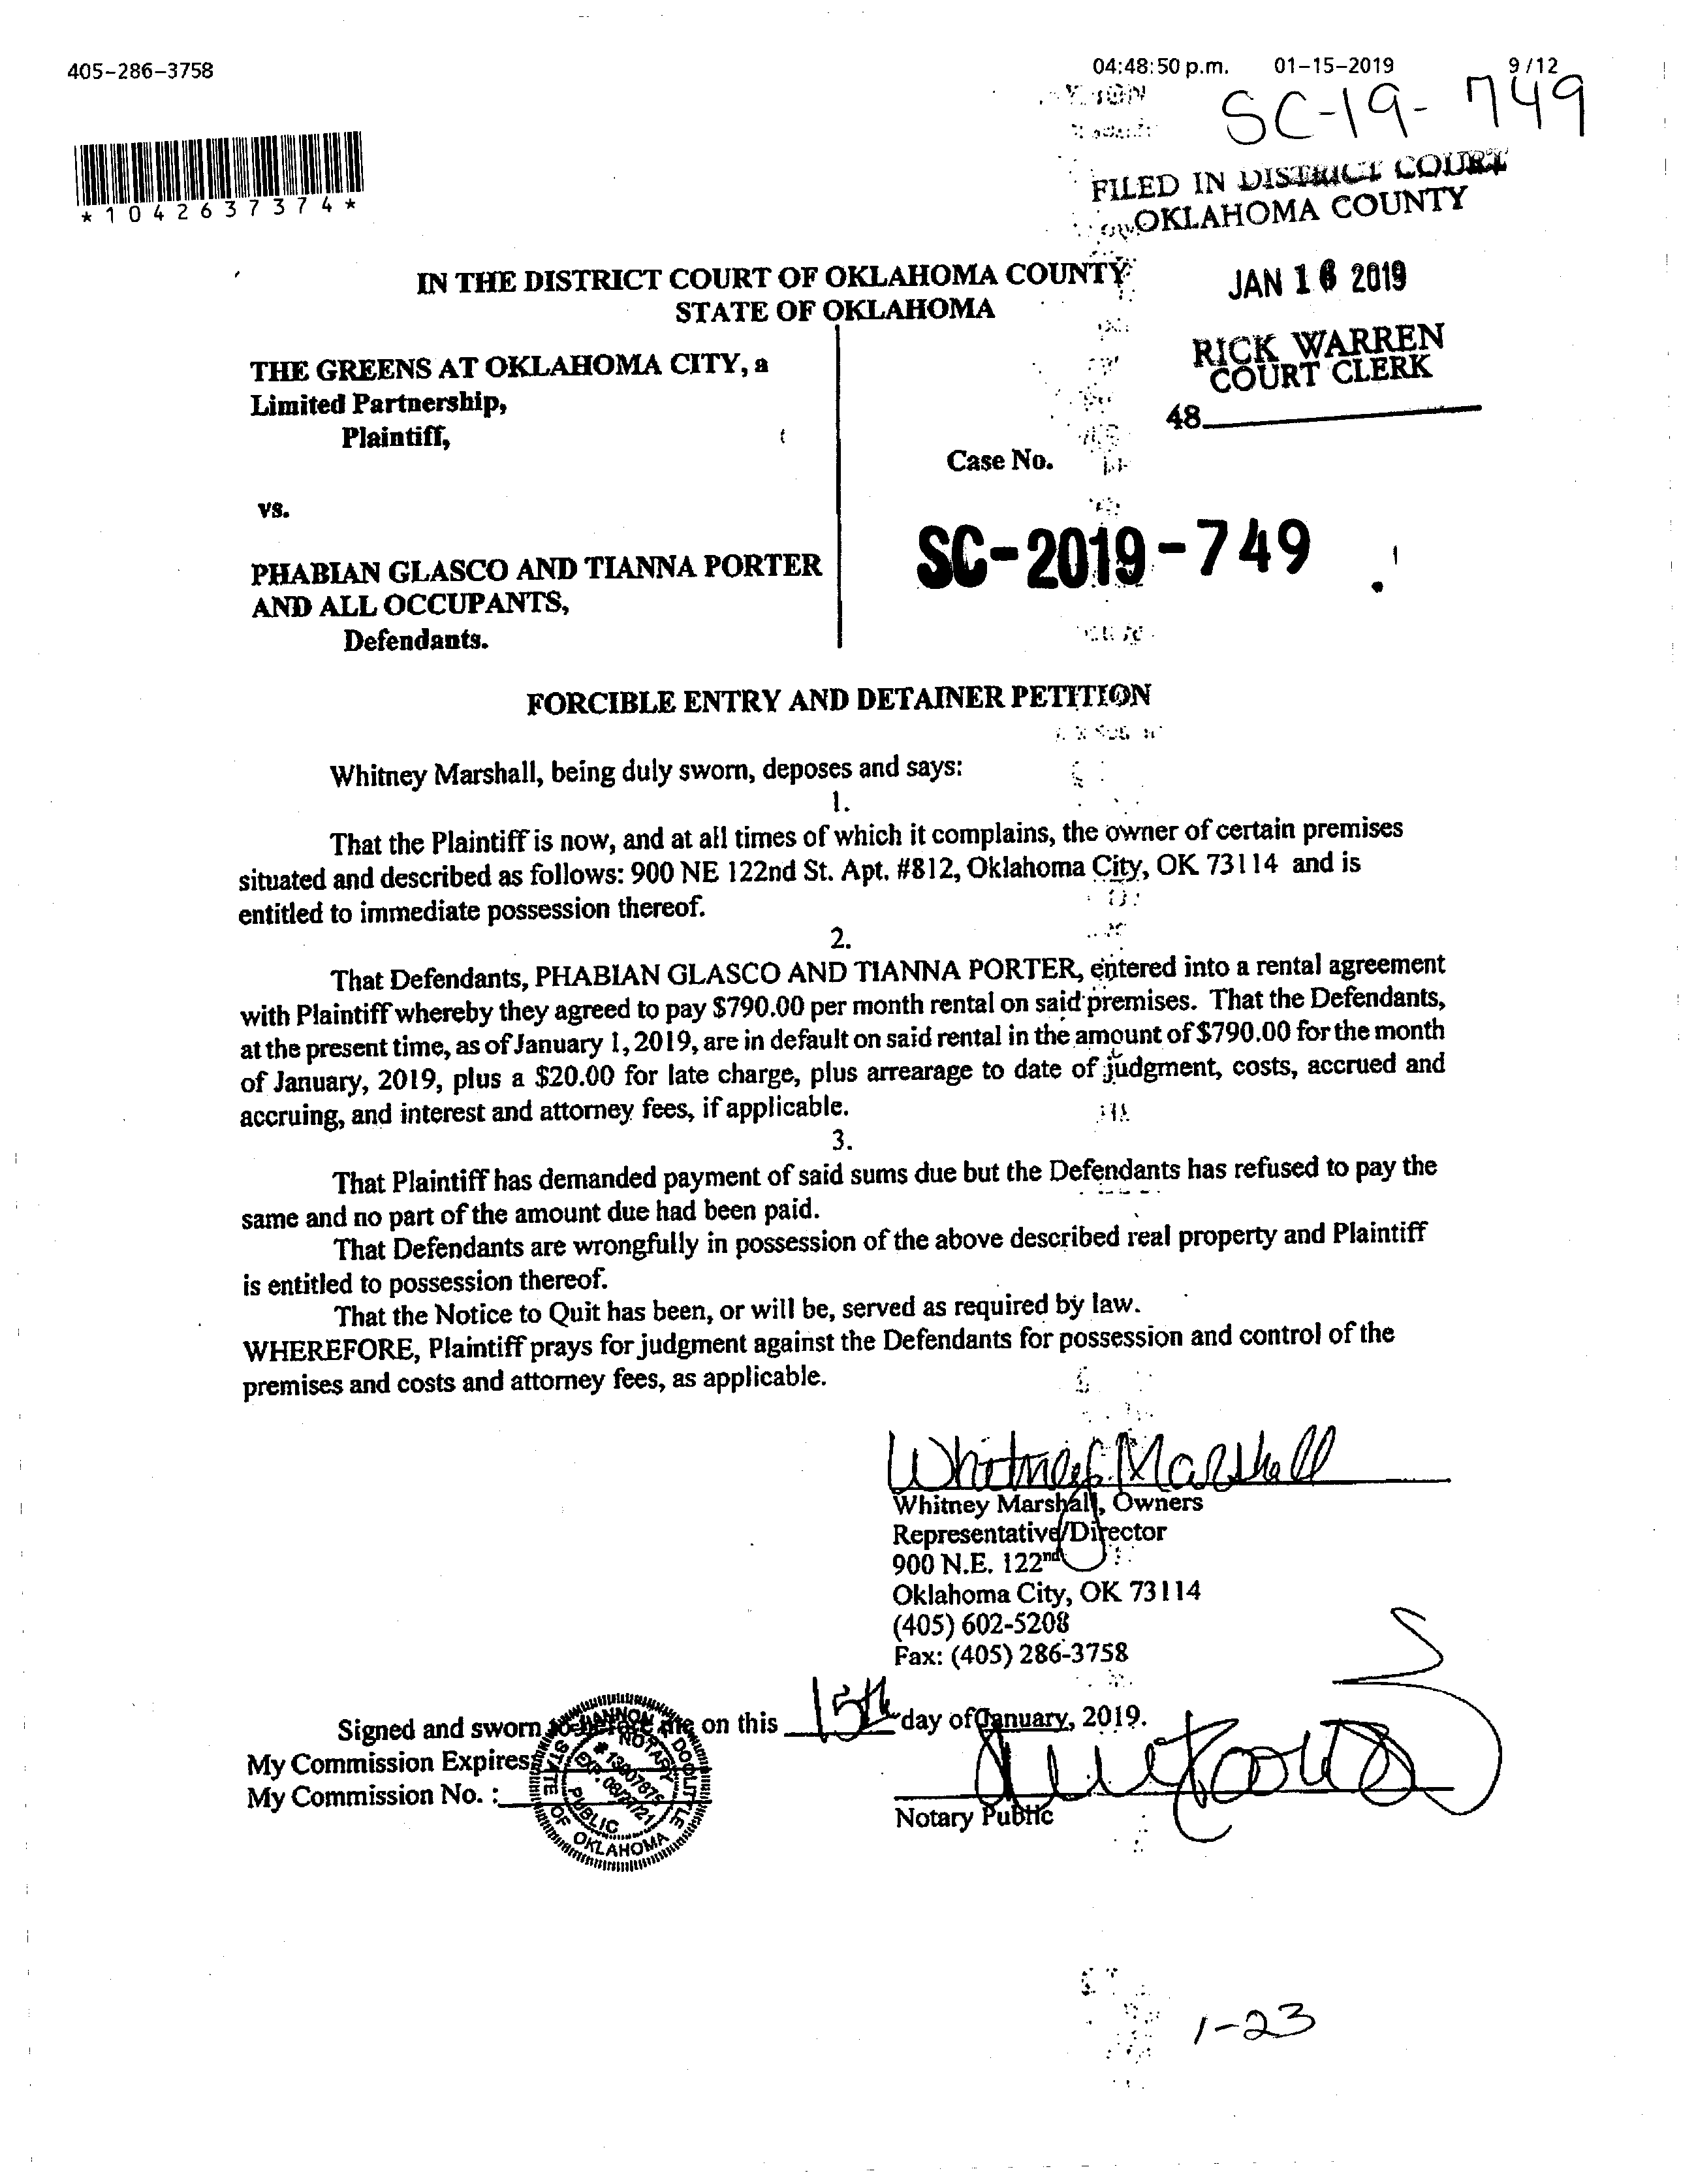 405-286-3758 04:48:50 p.m. 01-15-2019 9/12
SC-19-749
*1042637374*
FILED IN DISTRICT COURT
OKLAHOMA COUNTY
JAN 16 2019
RICK WARREN
COURT CLERK
48
IN THE DISTRICT COURT OF OKLAHOMA COUNTY
STATE OF OKLAHOMA
THE GREENS AT OKLAHOMA CITY, a
Limited Partnership,
Plaintiff,
Case No.
vs.
SC-2019-749
PHABIAN GLASCO AND TIANNA PORTER
AND ALL OCCUPANTS,
Defendants.
FORCIBLE ENTRY AND DETAINER PETITION
Whitney Marshall, being duly sworn, deposes and says:
1.
That the Plaintiff is now, and at all times of which it complains, the owner of certain premises
situated and described as follows: 900 NE 122nd St. Apt. #812, Oklahoma City, OK 73114 and is
entitled to immediate possession thereof.
2.
That Defendants, PHABIAN GLASCO AND TIANNA PORTER, entered into a rental agreement
with Plaintiff whereby they agreed to pay $790.00 per month rental on said premises. That the Defendants,
at the present time, as of January 1, 2019, are in default on said rental in the amount of $790.00 for the month
of January, 2019, plus a $20.00 for late charge, plus arrearage to date of judgment, costs, accrued and
accruing, and interest and attorney fees, if applicable.
3.
That Plaintiff has demanded payment of said sums due but the Defendants has refused to pay the
same and no part of the amount due had been paid.
That Defendants are wrongfully in possession of the above described real property and Plaintiff
is entitled to possession thereof.
That the Notice to Quit has been, or will be, served as required by law.
WHEREFORE, Plaintiff prays for judgment against the Defendants for possession and control of the
premises and costs and attorney fees, as applicable.
Whitney Marshall
Whitney Marshall, Owners
Representative/Director
900 N.E. 122nd
Oklahoma City, OK 73114
(405) 602-5208
Fax: (405) 286-3758
Signed and sworn to before me on this 15th day of January, 2019.
My Commission Expires
My Commission No. :
DOOLITTLE
NOTARY
# 13007875
EXP. 08/27/21
PUBLIC
STATE OF OKLAHOMA
Notary Public
1-23